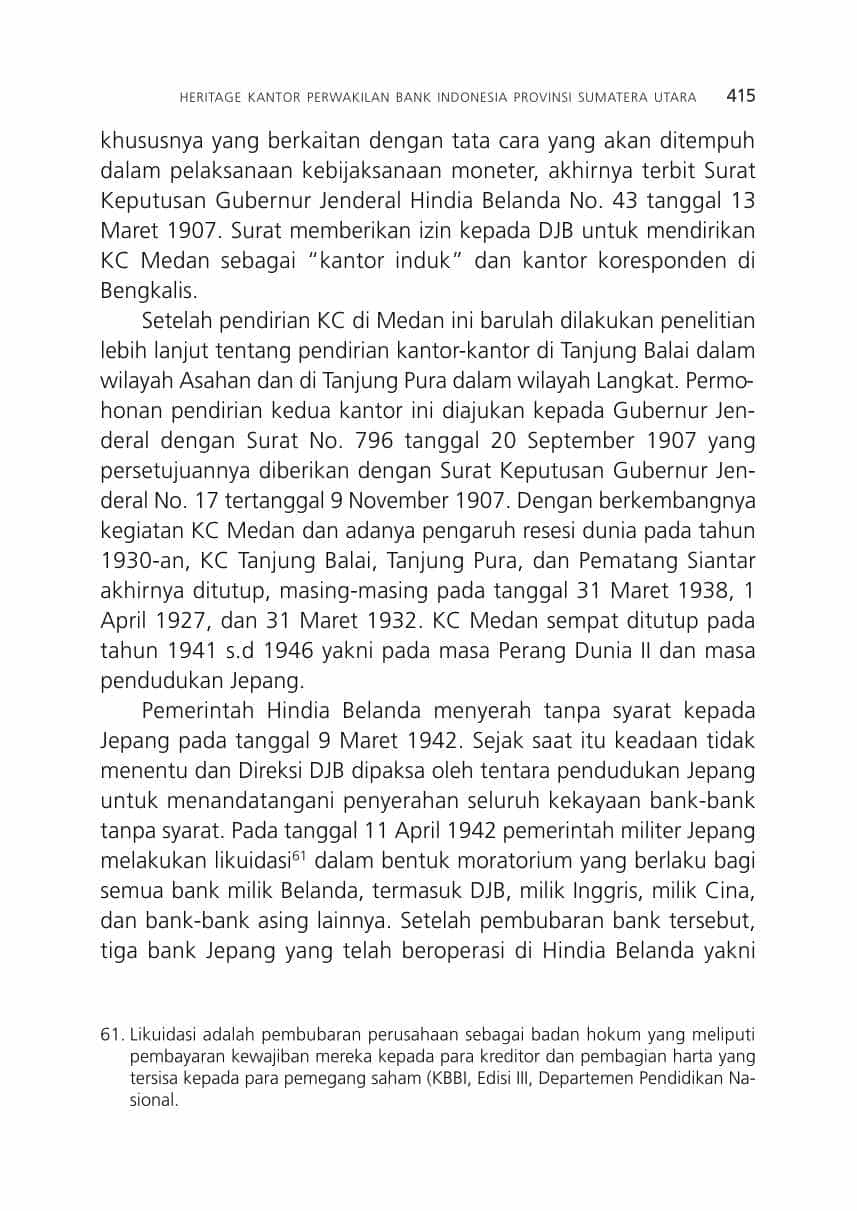 HERITAGE KANTOR PERWAKILAN BANK INDONESIA PROVINSI SUMATERA UTARA 415
khususnya yang berkaitan dengan tata cara yang akan ditempuh
dalam pelaksanaan kebijaksanaan moneter, akhirnya terbit Surat
Keputusan Gubernur Jenderal Hindia Belanda No. 43 tanggal 13
Maret 1907. Surat memberikan izin kepada DJB untuk mendirikan
KC Medan sebagai “kantor induk” dan kantor koresponden di
Bengkalis.
Setelah pendirian KC di Medan ini barulah dilakukan penelitian
lebih lanjut tentang pendirian kantor-kantor di Tanjung Balai dalam
wilayah Asahan dan di Tanjung Pura dalam wilayah Langkat. Permo-
honan pendirian kedua kantor ini diajukan kepada Gubernur Jen-
deral dengan Surat No. 796 tanggal 20 September 1907 yang
persetujuannya diberikan dengan Surat Keputusan Gubernur Jen-
deral No. 17 tertanggal 9 November 1907. Dengan berkembangnya
kegiatan KC Medan dan adanya pengaruh resesi dunia pada tahun
1930-an, KC Tanjung Balai, Tanjung Pura, dan Pematang Siantar
akhirnya ditutup, masing-masing pada tanggal 31 Maret 1938, 1
April 1927, dan 31 Maret 1932. KC Medan sempat ditutup pada
tahun 1941 s.d 1946 yakni pada masa Perang Dunia II dan masa
pendudukan Jepang.
Pemerintah Hindia Belanda menyerah tanpa syarat kepada
Jepang pada tanggal 9 Maret 1942. Sejak saat itu keadaan tidak
menentu dan Direksi DJB dipaksa oleh tentara pendudukan Jepang
untuk menandatangani penyerahan seluruh kekayaan bank-bank
tanpa syarat. Pada tanggal 11 April 1942 pemerintah militer Jepang
melakukan likuidasi⁶¹ dalam bentuk moratorium yang berlaku bagi
semua bank milik Belanda, termasuk DJB, milik Inggris, milik Cina,
dan bank-bank asing lainnya. Setelah pembubaran bank tersebut,
tiga bank Jepang yang telah beroperasi di Hindia Belanda yakni
61. Likuidasi adalah pembubaran perusahaan sebagai badan hokum yang meliputi
pembayaran kewajiban mereka kepada para kreditor dan pembagian harta yang
tersisa kepada para pemegang saham (KBBI, Edisi III, Departemen Pendidikan Na-
sional.